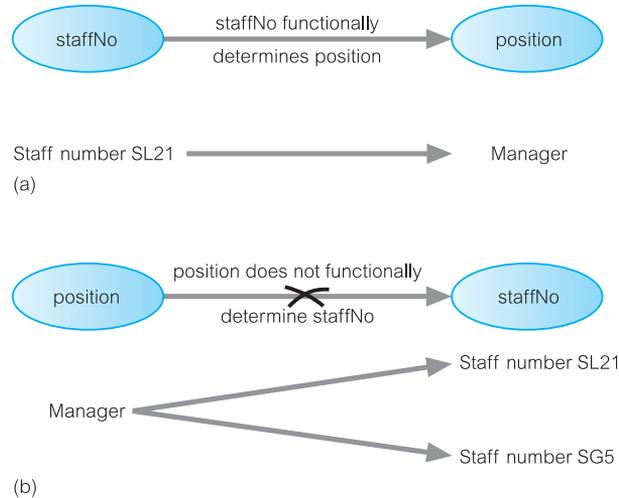 staffNo
staffNo functionally
determines position
position
Staff number SL21
Manager
(a)
position
position does not functionally
determine staffNo
staffNo
Manager
Staff number SL21
Staff number SG5
(b)